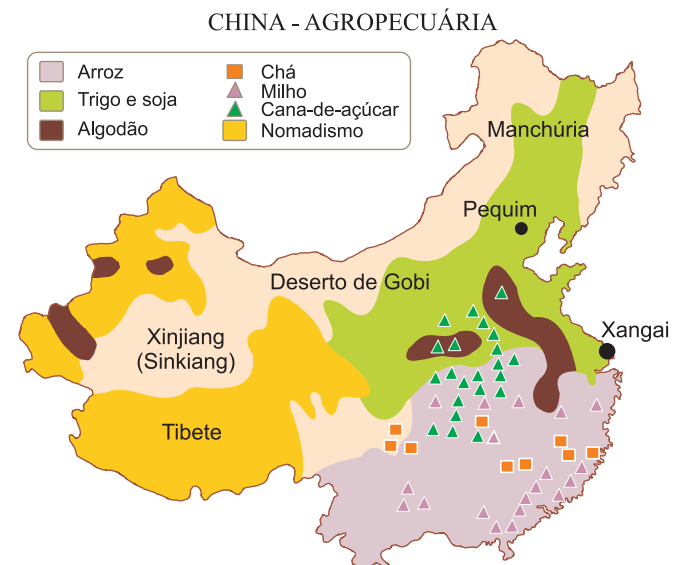 CHINA - AGROPECUÁRIA
Arroz
Trigo e soja
Algodão
Chá
Milho
Cana-de-açúcar
Nomadismo
Manchúria
Pequim
Deserto de Gobi
Xangai
Xinjiang
(Sinkiang)
Tibete